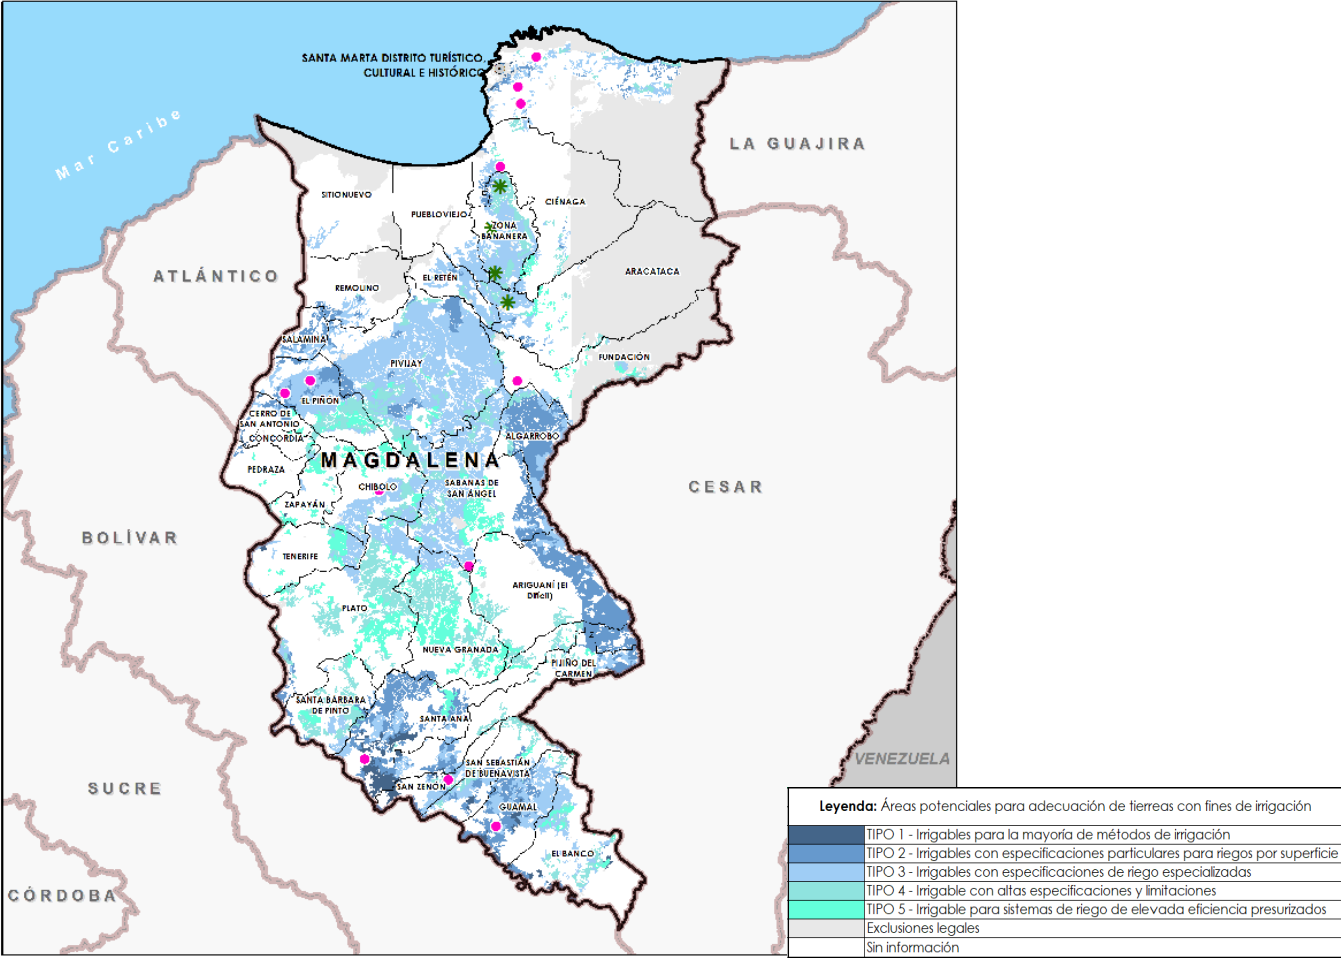 SANTA MARTA DISTRITO TURÍSTICO,
CULTURAL E HISTÓRICO
Mar Caribe
LA GUAJIRA
SITIONUEVO
CIÉNAGA
PUEBLOVIEJO
ZONA
BANANERA
ATLÁNTICO
EL RETÉN
ARACATACA
REMOLINO
SALAMINA
FUNDACIÓN
PIVIJAY
EL PIÑON
CERRO DE
SAN ANTONIO
CONCORDIA
ALGARROBO
MAGDALENA
PEDRAZA
CHIBOLO
SABANAS DE
SAN ÁNGEL
CESAR
ZAPAYÁN
BOLÍVAR
TENERIFE
ARIGUANÍ (El
Difícil)
PLATO
NUEVA GRANADA
PIJIÑO DEL
CARMEN
SANTA BÁRBARA
DE PINTO
SANTA ANA
VENEZUELA
SAN SEBASTIÁN
DE BUENAVISTA
SUCRE
SAN ZENÓN
GUAMAL
EL BANCO
CÓRDOBA
Leyenda: Áreas potenciales para adecuación de tierreas con fines de irrigación
TIPO 1 - Irrigables para la mayoría de métodos de irrigación
TIPO 2 - Irrigables con especificaciones particulares para riegos por superficie
TIPO 3 - Irrigables con especificaciones de riego especializadas
TIPO 4 - Irrigable con altas especificaciones y limitaciones
TIPO 5 - Irrigable para sistemas de riego de elevada eficiencia presurizados
Exclusiones legales
Sin información